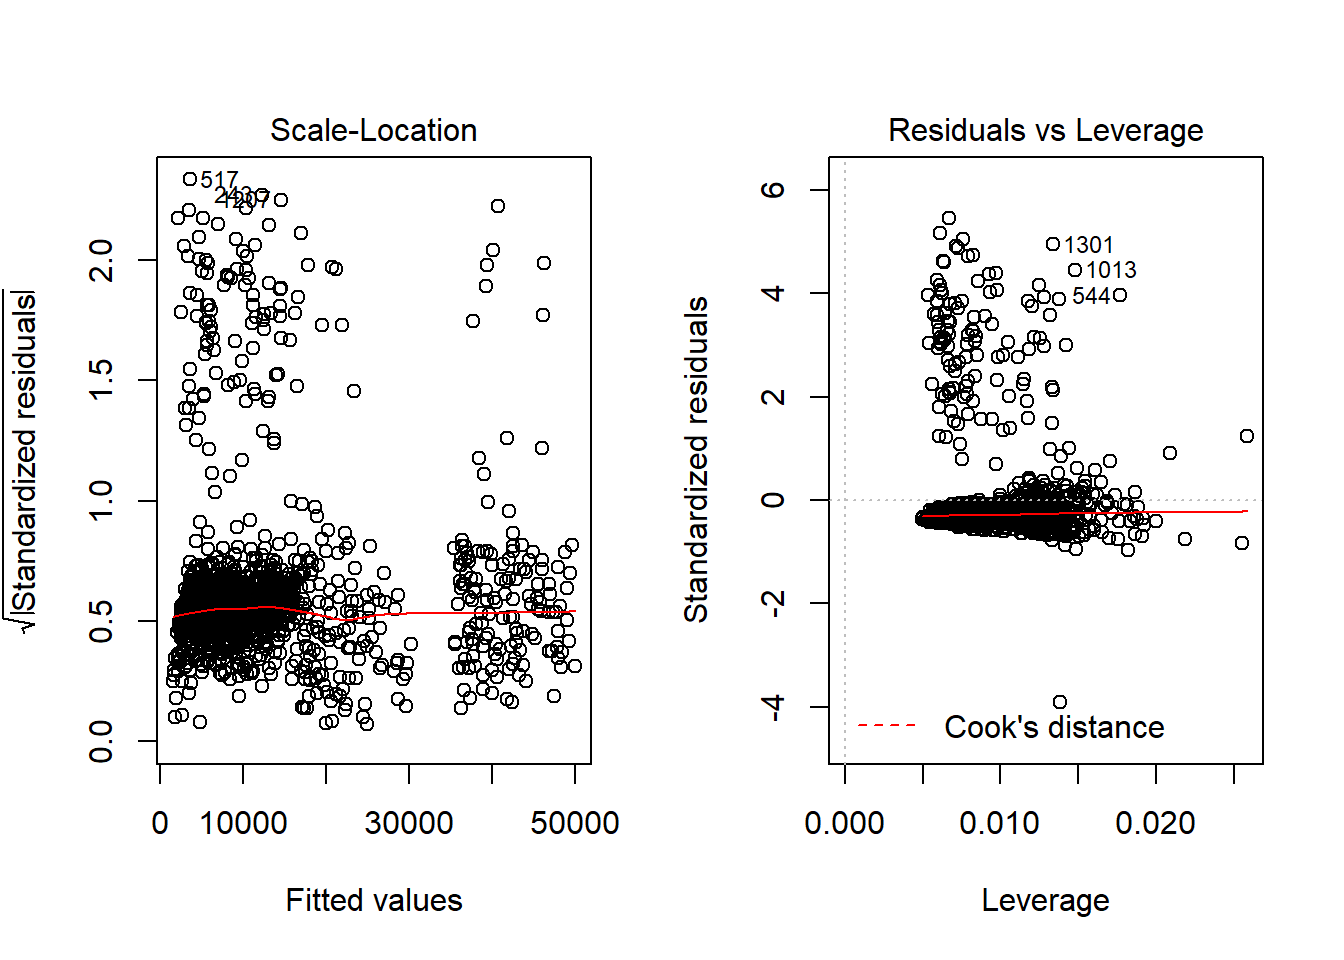 Scale-Location
√|Standardized residuals|
0.0 0.5 1.0 1.5 2.0
517
243
1207
0 10000 30000 50000
Fitted values
Residuals vs Leverage
Standardized residuals
-4 -2 0 2 4 6
1301
1013
544
Cook's distance
0.000 0.010 0.020
Leverage